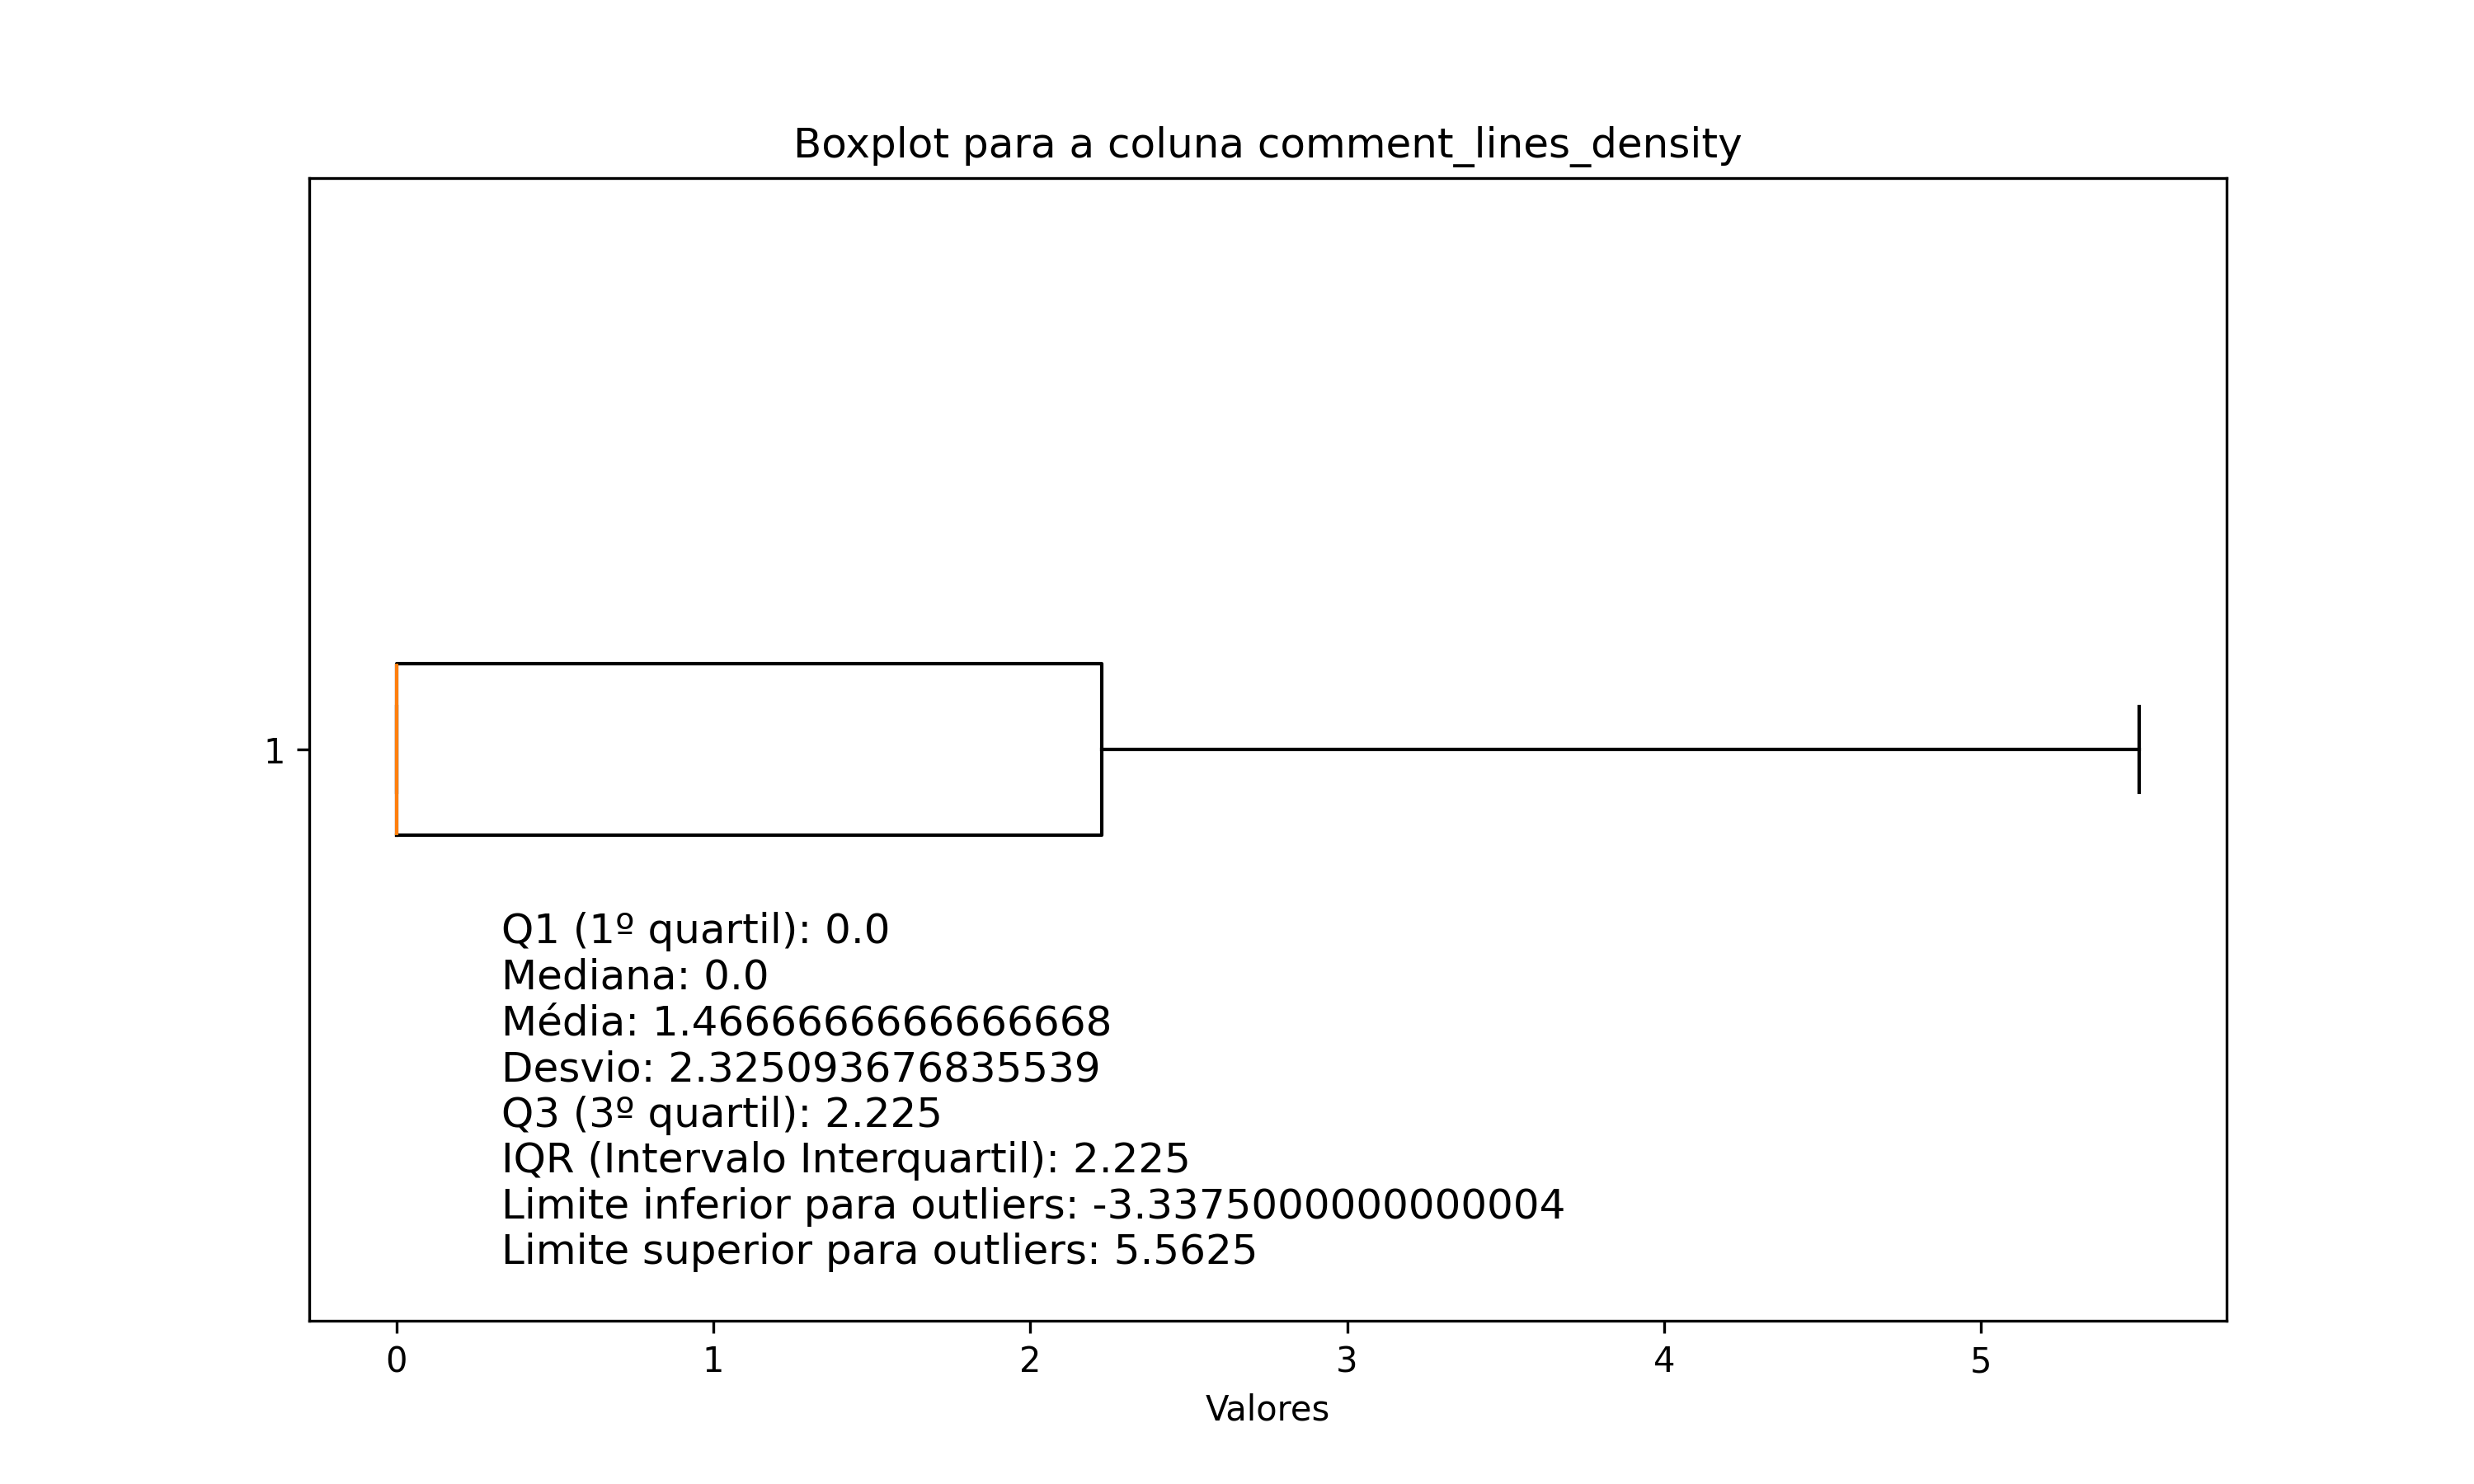 Boxplot para a coluna comment_lines_density
1
Q1 (1º quartil): 0.0
Mediana: 0.0
Média: 1.4666666666666668
Desvio: 2.325093676835539
Q3 (3º quartil): 2.225
IQR (Intervalo Interquartil): 2.225
Limite inferior para outliers: -3.3375000000000004
Limite superior para outliers: 5.5625
0 1 2 3 4 5
Valores